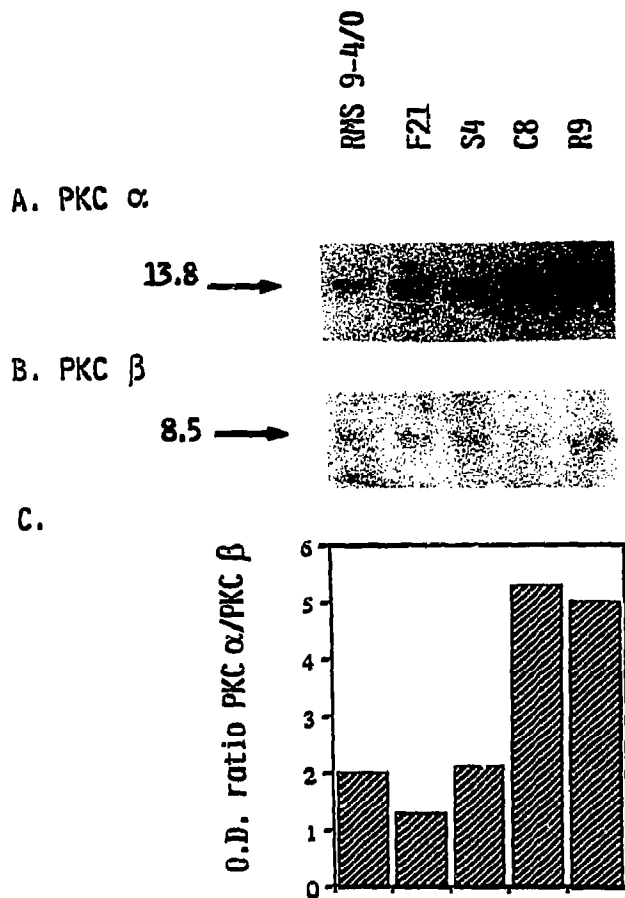 RMS 9-4/0
F21
S4
C8
R9
A. PKC α
13.8
B. PKC β
8.5
C.
O.D. ratio PKC α/PKC β
6
5
4
3
2
1
0